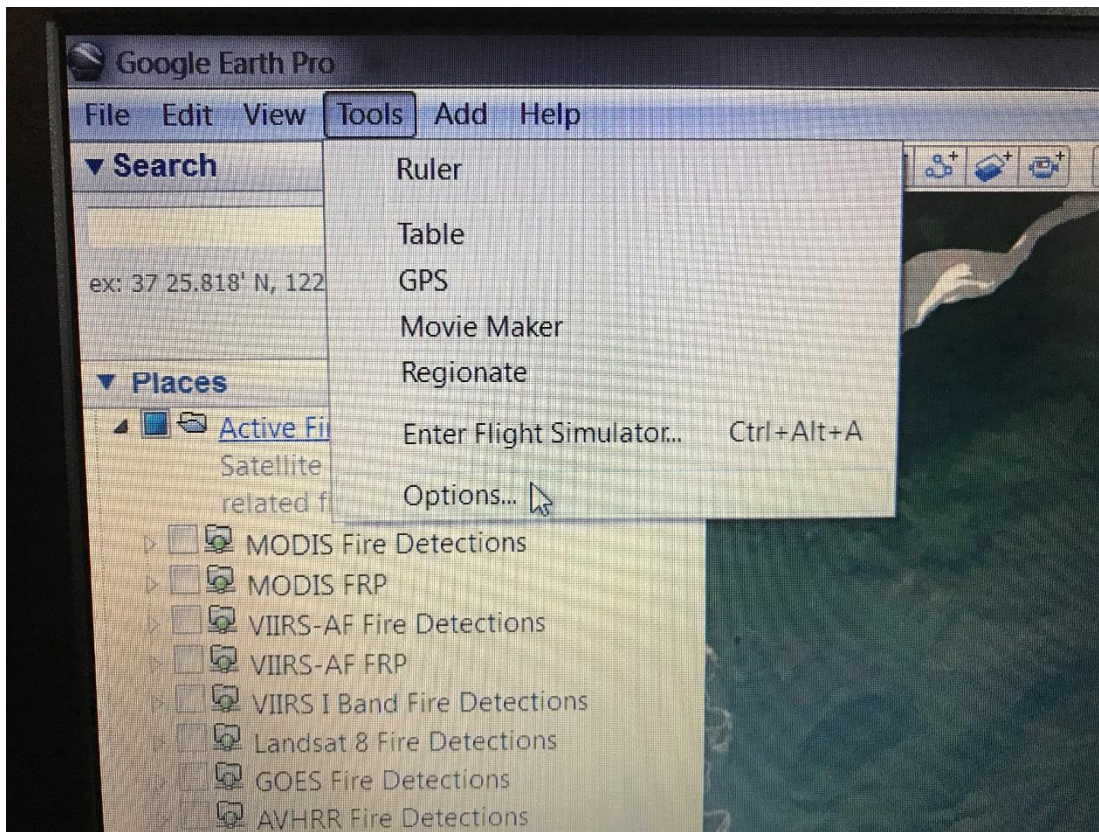 Google Earth Pro
File Edit View Tools Add Help
▼ Search
Ruler
Table
ex: 37 25.818' N, 122
GPS
Movie Maker
Regionate
▼ Places
Enter Flight Simulator... Ctrl+Alt+A
Active Fi
Satellite
Options...
related f
MODIS Fire Detections
MODIS FRP
VIIRS-AF Fire Detections
VIIRS-AF FRP
VIIRS I Band Fire Detections
Landsat 8 Fire Detections
GOES Fire Detections
AVHRR Fire Detections